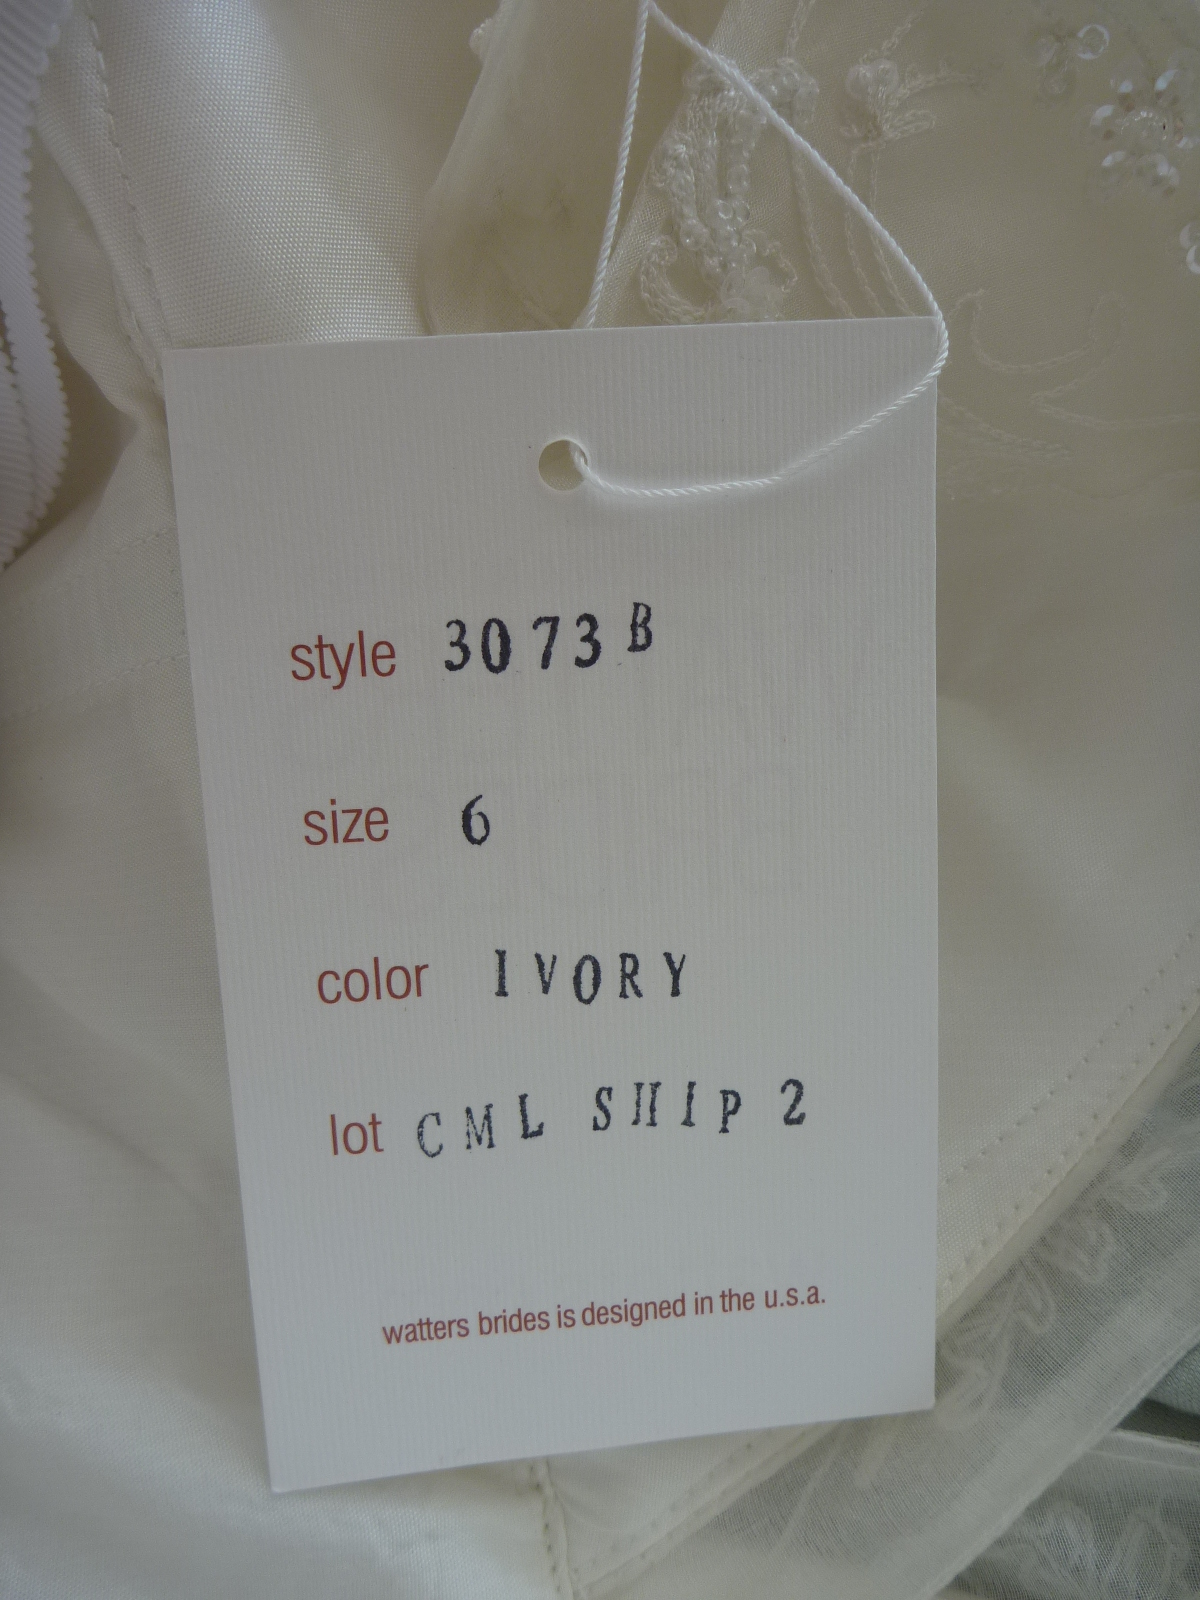 style 3073B
size 6
color IVORY
lot CML SHIP 2
watters brides is designed in the u.s.a.